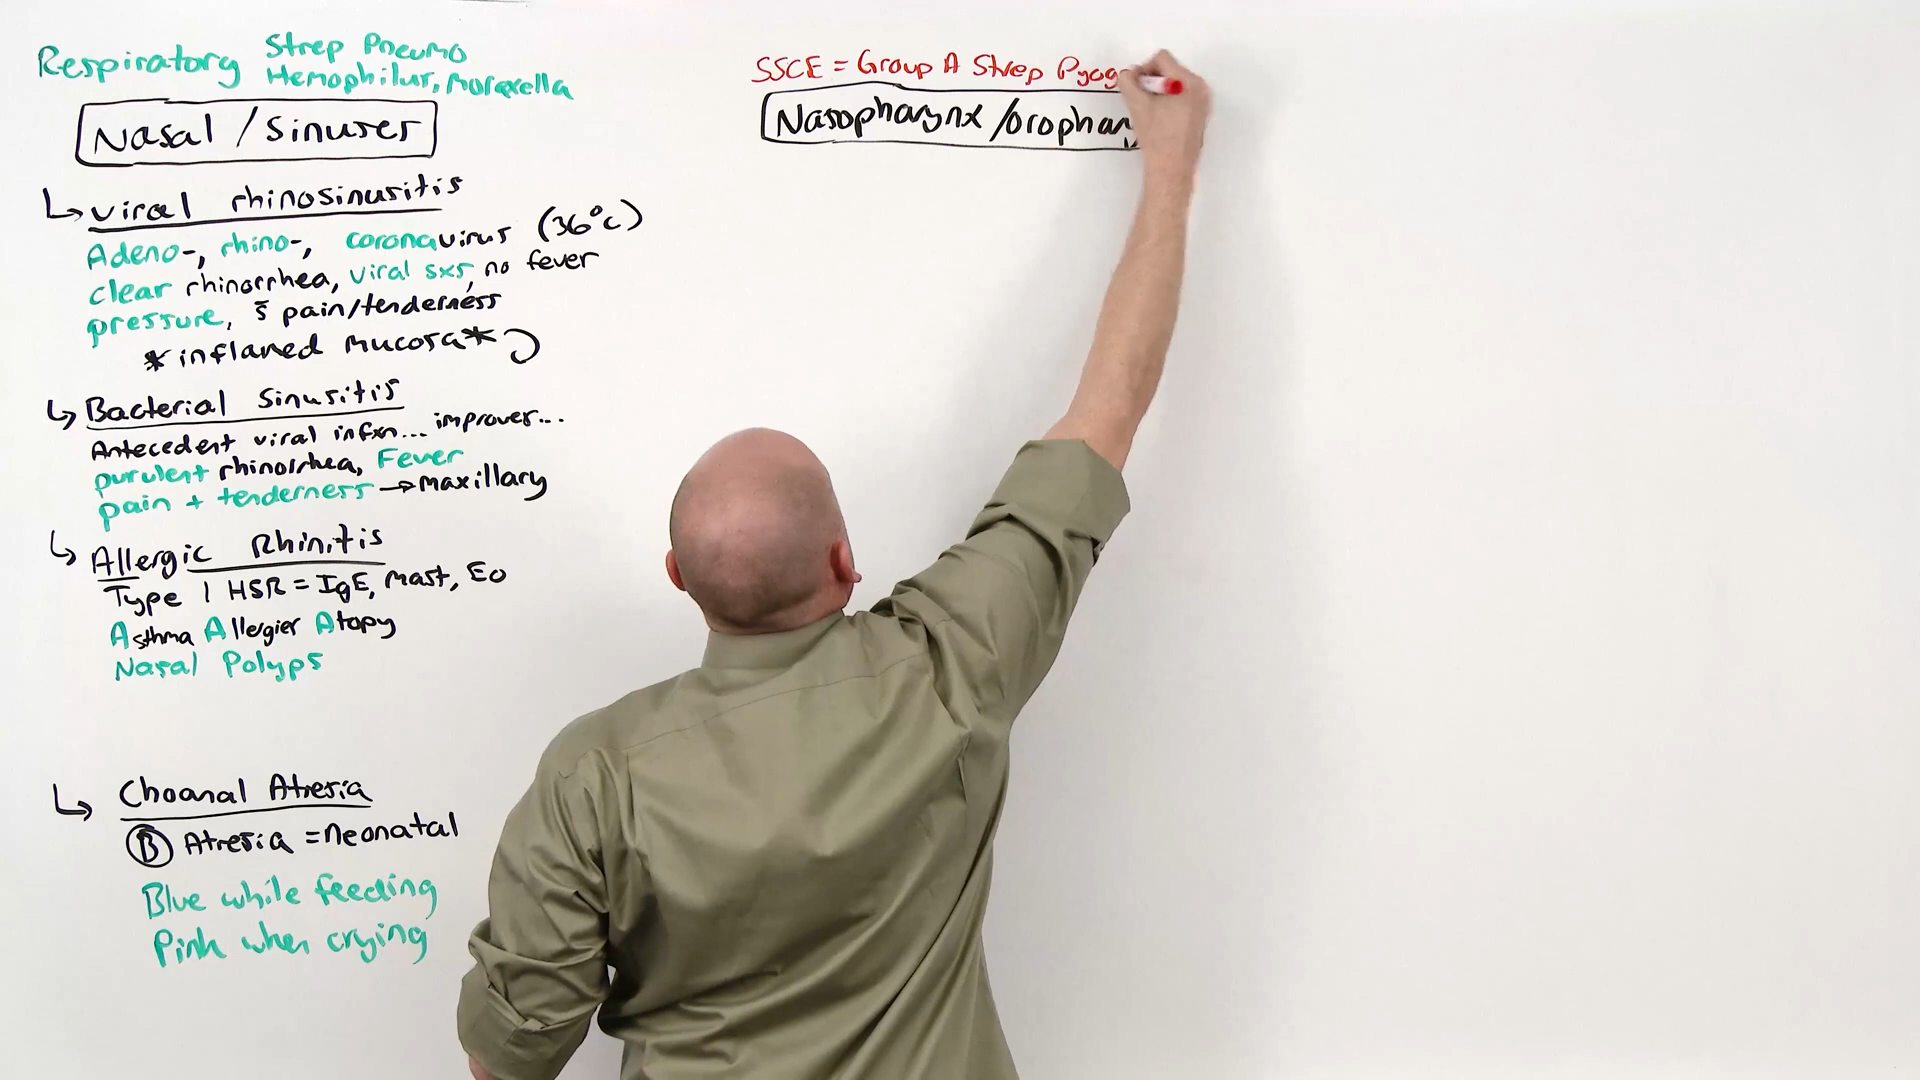 Respiratory Strep Pneumo
Hemophilus, Moraxella
Nasal / Sinuses
Viral rhinosinusitis
Adeno-, rhino-, coronavirus (36°C)
clear rhinorrhea, viral sxs, no fever
pressure, s̄ pain/tenderness
*inflamed mucosa*
Bacterial Sinusitis
Antecedent viral infxn... improves...
purulent rhinorrhea, Fever
pain + tenderness → maxillary
Allergic Rhinitis
Type 1 HSR = IgE, mast, Eo
Asthma Allergies Atopy
Nasal Polyps
Choanal Atresia
Ⓑ Atresia = neonatal
Blue while feeding
Pink when crying
SSCE = Group A Strep Pyog
Nasopharynx / orophary